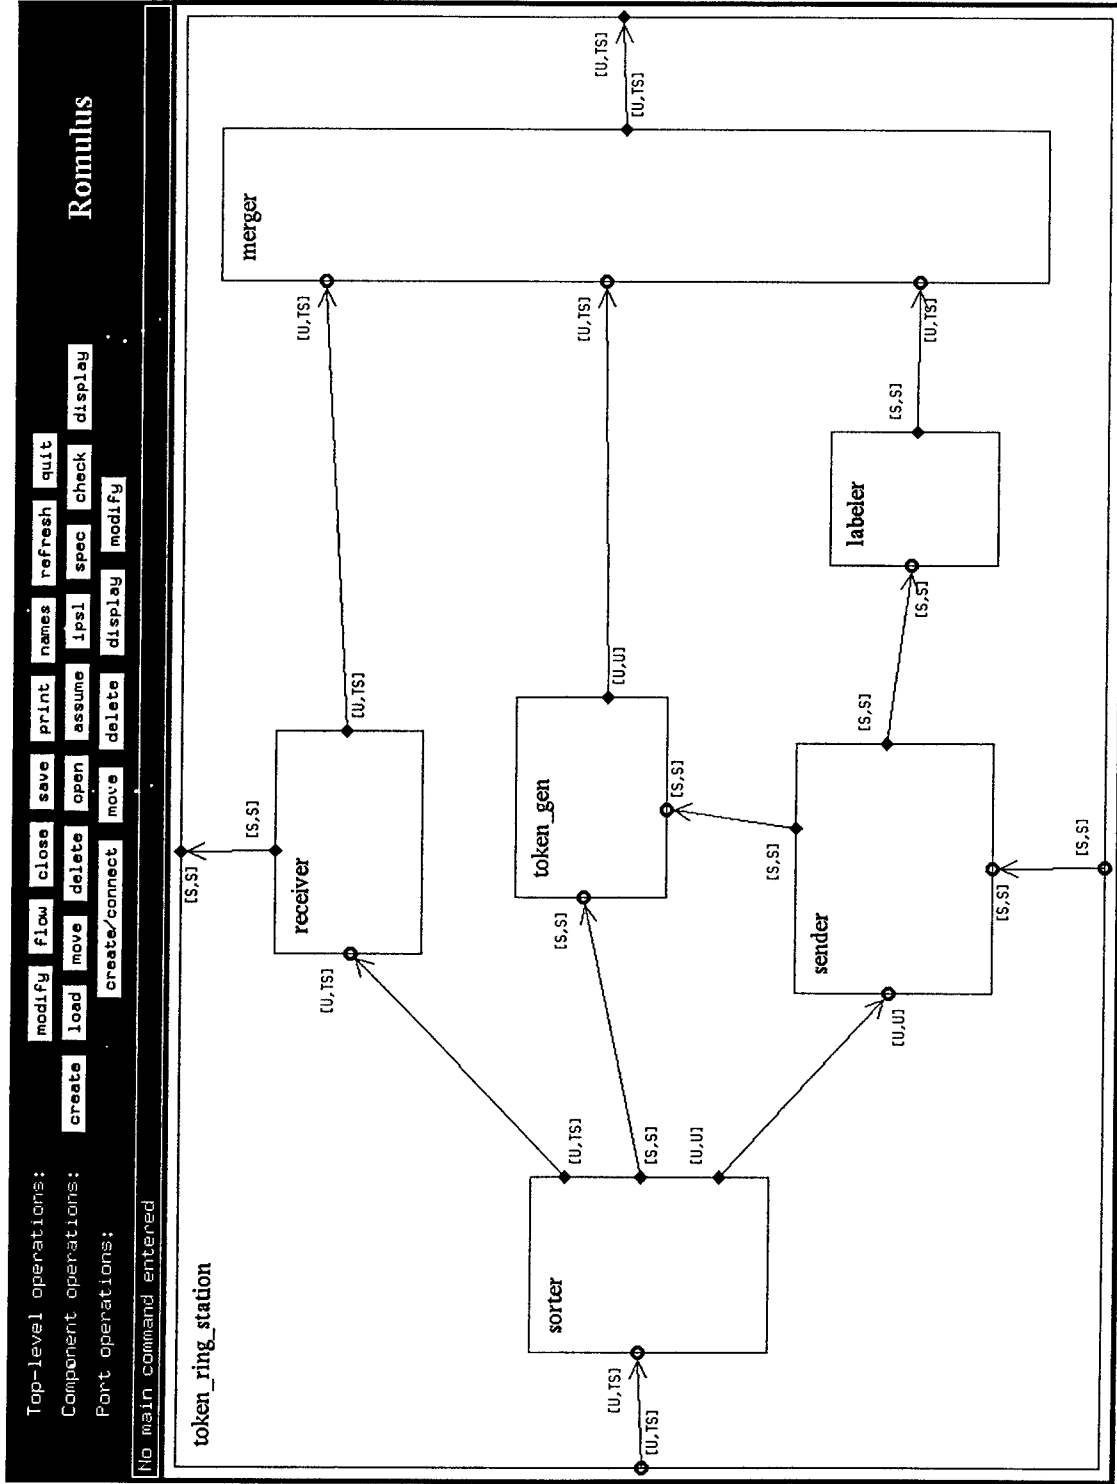 Romulus
Top-level operations: modify flow close save print names refresh quit
Component operations: create load move delete open assume ipsl spec check display
Port operations: create/connect move delete display modify
No main command entered
token_ring_station
[S,S]
[S,S]
receiver
[U,TS]
[U,TS]
[U,TS]
merger
[U,TS]
[U,TS]
sorter
[U,TS]
[U,TS]
[U,TS]
[S,S]
[U,U]
[S,S]
token_gen
[U,U]
[U,TS]
[S,S]
[S,S]
sender
[U,U]
[S,S]
[S,S]
[S,S]
[S,S]
labeler
[S,S]
[U,TS]